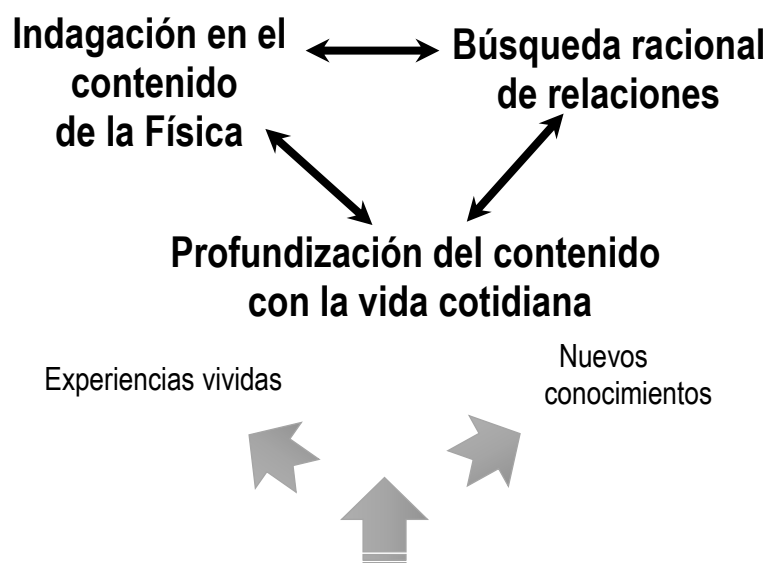 Indagación en el
contenido
de la Física
Búsqueda racional
de relaciones
Profundización del contenido
con la vida cotidiana
Experiencias vividas
Nuevos
conocimientos